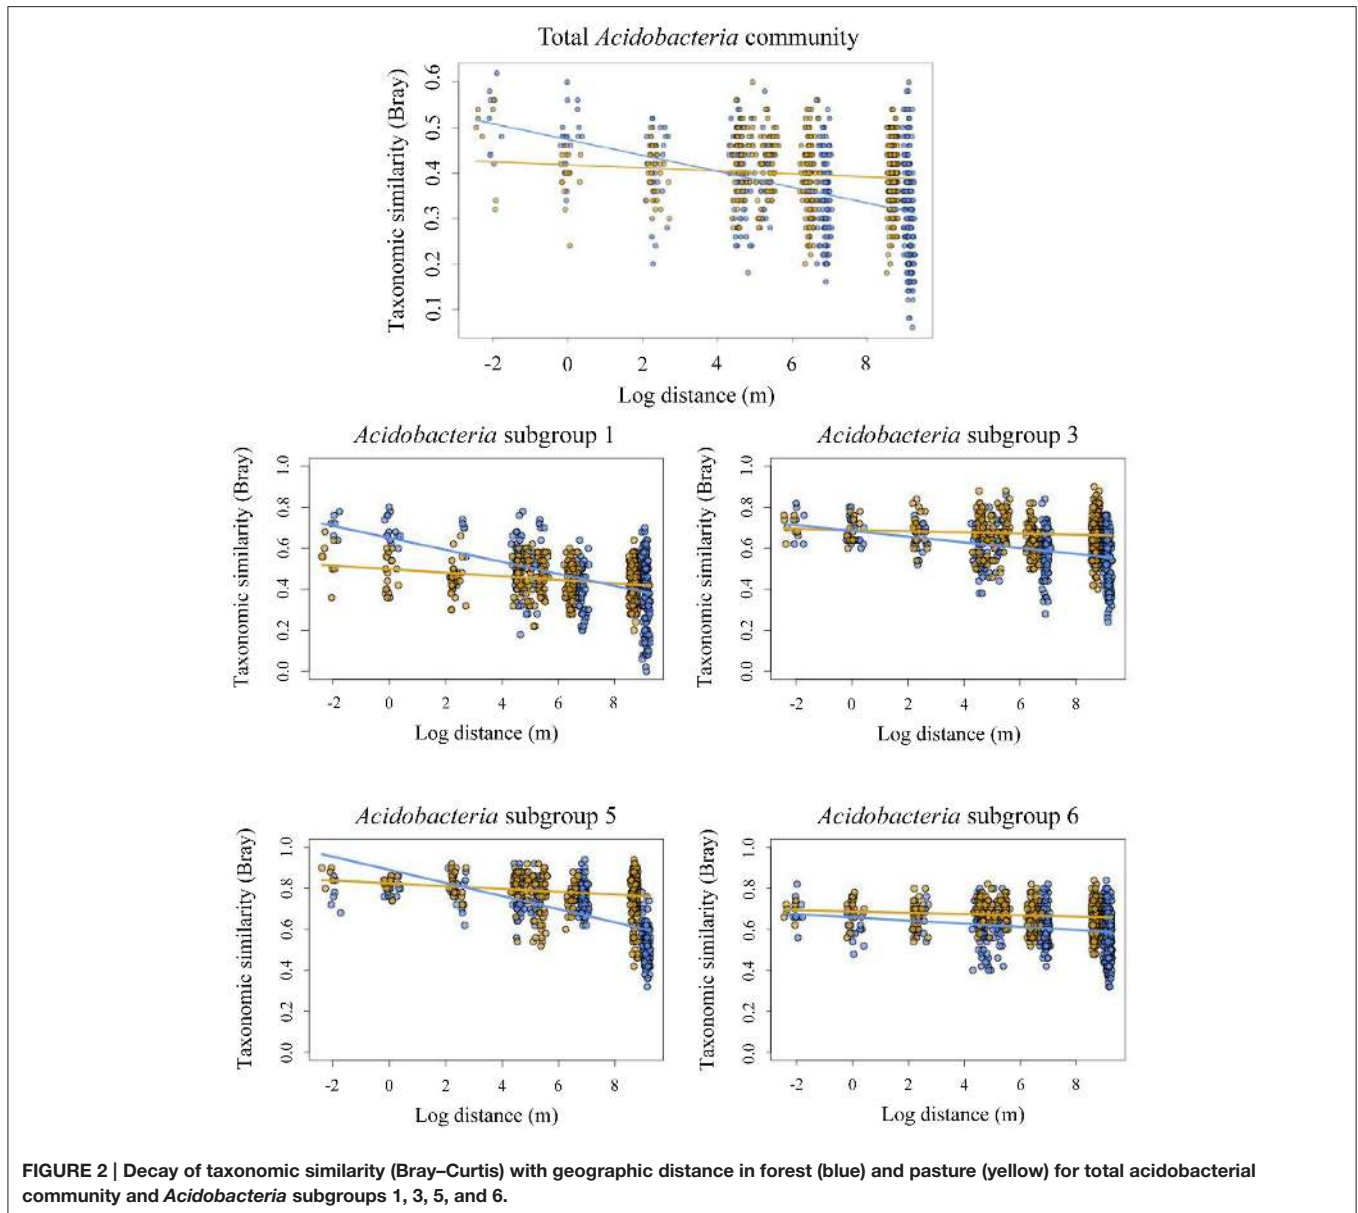 Total Acidobacteria community
Taxonomic similarity (Bray)
0.6
0.5
0.4
0.3
0.2
0.1
-2 0 2 4 6 8
Log distance (m)
Acidobacteria subgroup 1
Taxonomic similarity (Bray)
1.0
0.8
0.6
0.4
0.2
0.0
-2 0 2 4 6 8
Log distance (m)
Acidobacteria subgroup 3
Taxonomic similarity (Bray)
1.0
0.8
0.6
0.4
0.2
0.0
-2 0 2 4 6 8
Log distance (m)
Acidobacteria subgroup 5
Taxonomic similarity (Bray)
1.0
0.8
0.6
0.4
0.2
0.0
-2 0 2 4 6 8
Log distance (m)
Acidobacteria subgroup 6
Taxonomic similarity (Bray)
1.0
0.8
0.6
0.4
0.2
0.0
-2 0 2 4 6 8
Log distance (m)
FIGURE 2 | Decay of taxonomic similarity (Bray–Curtis) with geographic distance in forest (blue) and pasture (yellow) for total acidobacterial
community and Acidobacteria subgroups 1, 3, 5, and 6.